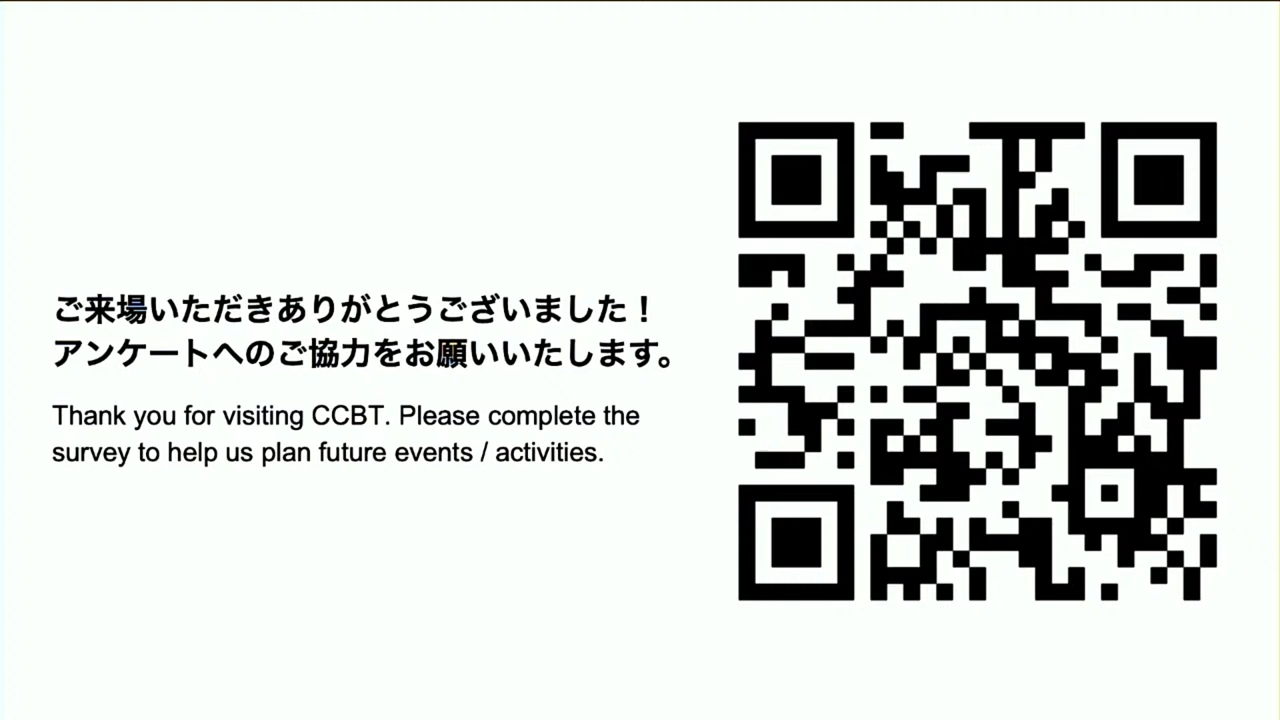 ご来場いただきありがとうございました！
アンケートへのご協力をお願いいたします。
Thank you for visiting CCBT. Please complete the
survey to help us plan future events / activities.